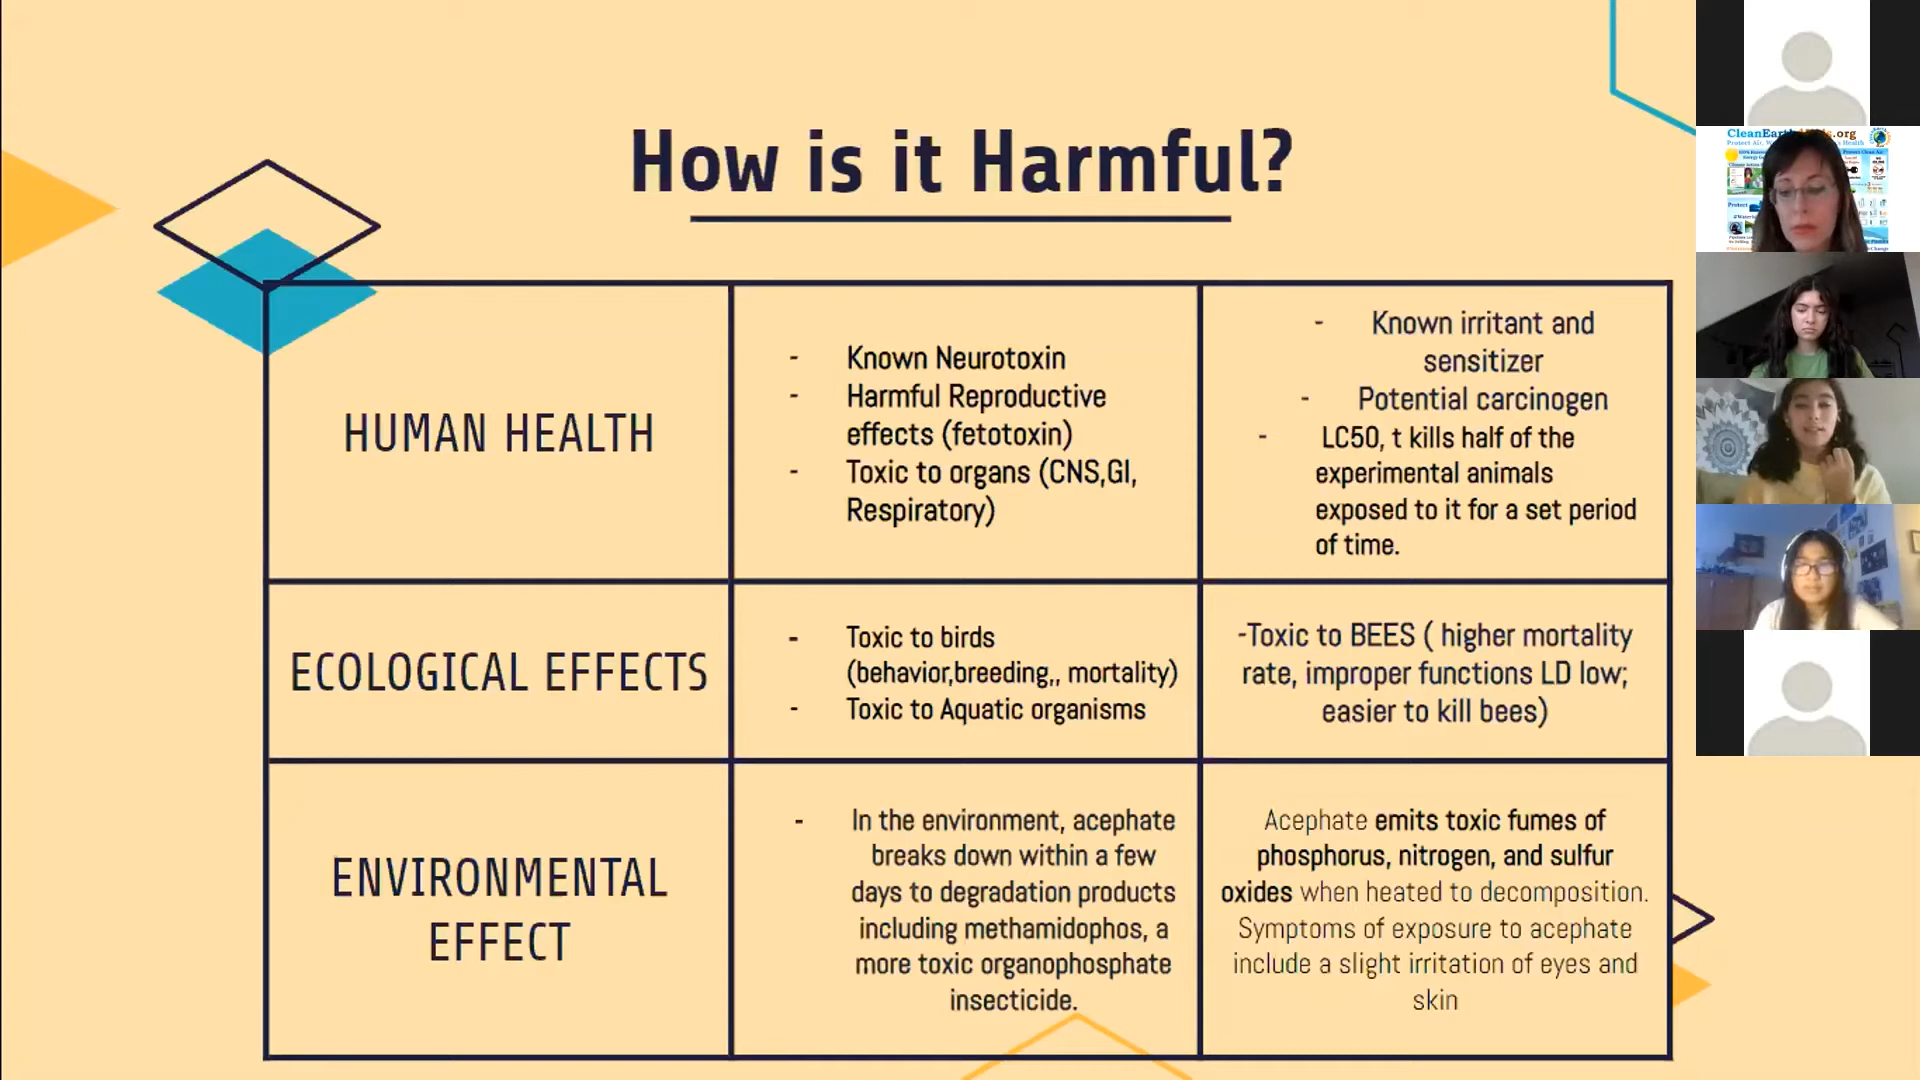 How is it Harmful?
HUMAN HEALTH
- Known Neurotoxin
- Harmful Reproductive
effects (fetotoxin)
- Toxic to organs (CNS,GI,
Respiratory)
- Known irritant and
sensitizer
- Potential carcinogen
- LC50, t kills half of the
experimental animals
exposed to it for a set period
of time.
ECOLOGICAL EFFECTS
- Toxic to birds
(behavior,breeding,, mortality)
- Toxic to Aquatic organisms
-Toxic to BEES ( higher mortality
rate, improper functions LD low;
easier to kill bees)
ENVIRONMENTAL
EFFECT
- In the environment, acephate
breaks down within a few
days to degradation products
including methamidophos, a
more toxic organophosphate
insecticide.
Acephate emits toxic fumes of
phosphorus, nitrogen, and sulfur
oxides when heated to decomposition.
Symptoms of exposure to acephate
include a slight irritation of eyes and
skin
.org
Protect Air,
Health